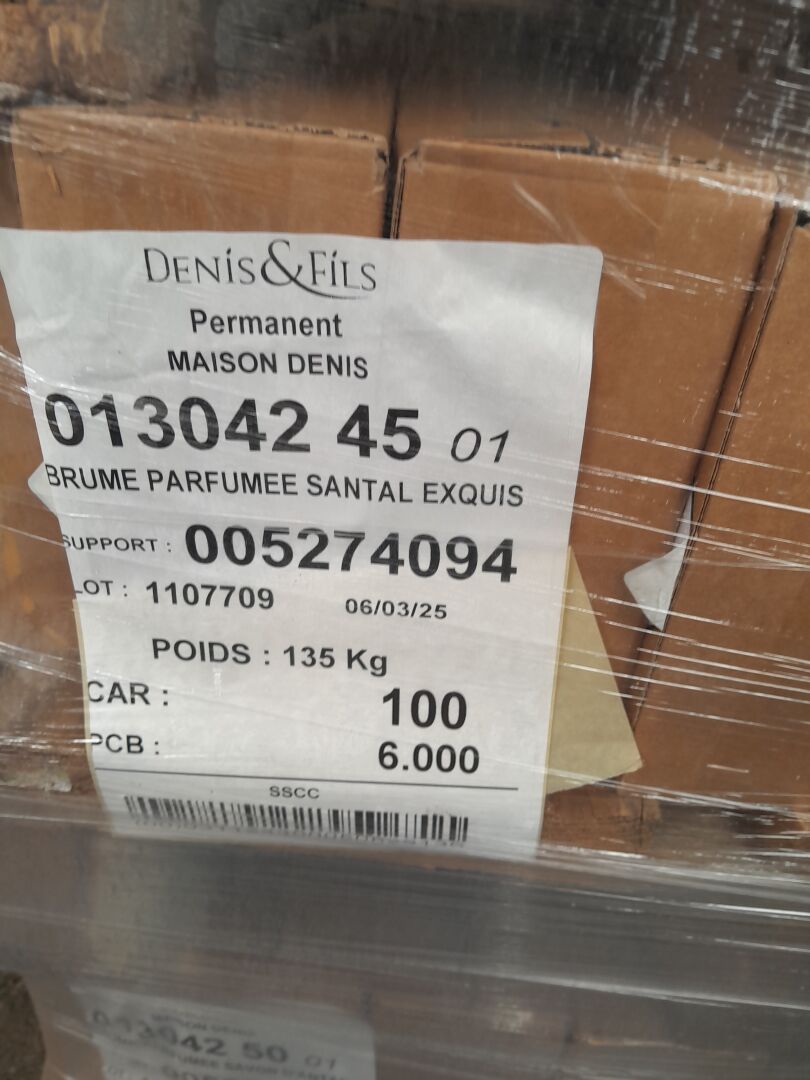 DENIS&FILS
Permanent
MAISON DENIS
013042 45 01
BRUME PARFUMEE SANTAL EXQUIS
SUPPORT : 005274094
LOT : 1107709 06/03/25
POIDS : 135 Kg
CAR : 100
PCB : 6.000
SSCC
013042 50 01